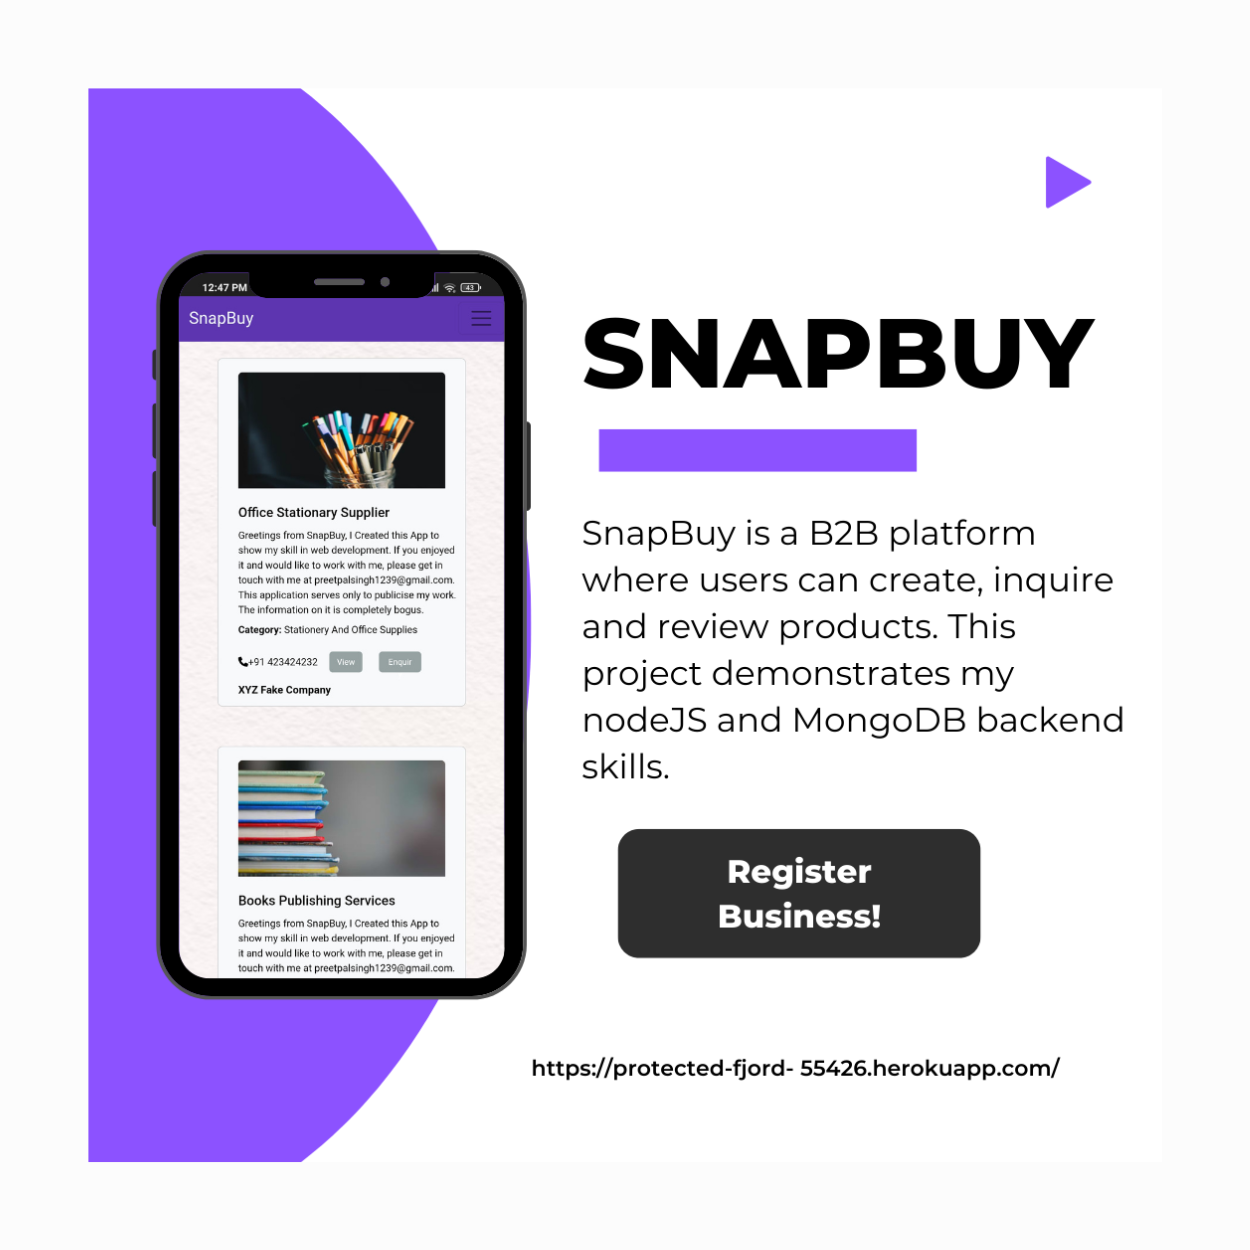 12:47 PM
43
SnapBuy
Office Stationary Supplier
Greetings from SnapBuy, I Created this App to
show my skill in web development. If you enjoyed
it and would like to work with me, please get in
touch with me at preetpalsingh1239@gmail.com.
This application serves only to publicise my work.
The information on it is completely bogus.
Category: Stationery And Office Supplies
+91 423424232 View Enquir
XYZ Fake Company
Books Publishing Services
Greetings from SnapBuy, I Created this App to
show my skill in web development. If you enjoyed
it and would like to work with me, please get in
touch with me at preetpalsingh1239@gmail.com.
SNAPBUY
SnapBuy is a B2B platform
where users can create, inquire
and review products. This
project demonstrates my
nodeJS and MongoDB backend
skills.
Register
Business!
https://protected-fjord- 55426.herokuapp.com/